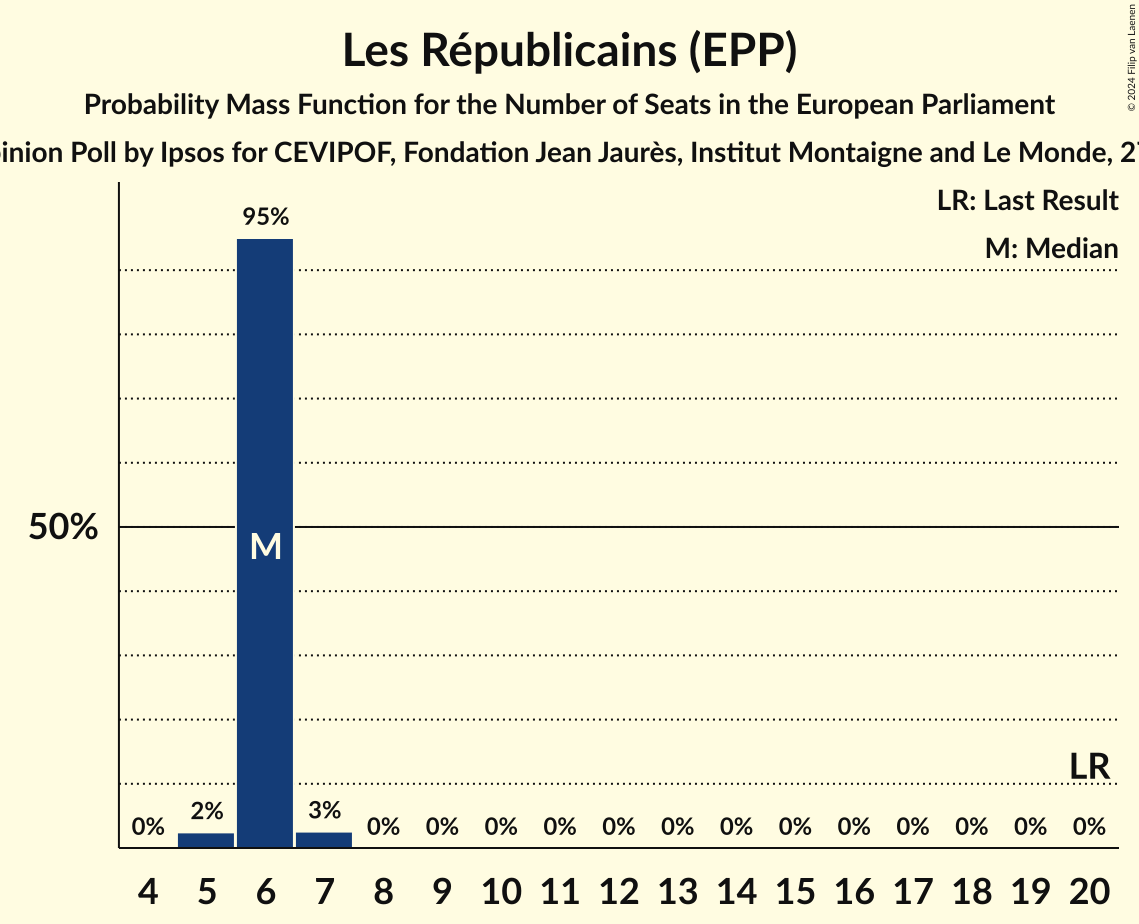 Les Républicains (EPP)
Probability Mass Function for the Number of Seats in the European Parliament
Poll by Ipsos for CEVIPOF, Fondation Jean Jaurès, Institut Montaigne and Le Monde,
© 2024 Filip van Laenen
LR: Last Result
M: Median
95%
50%
M
LR
0% 2% 3% 0% 0% 0% 0% 0% 0% 0% 0% 0% 0% 0% 0% 0%
4 5 6 7 8 9 10 11 12 13 14 15 16 17 18 19 20